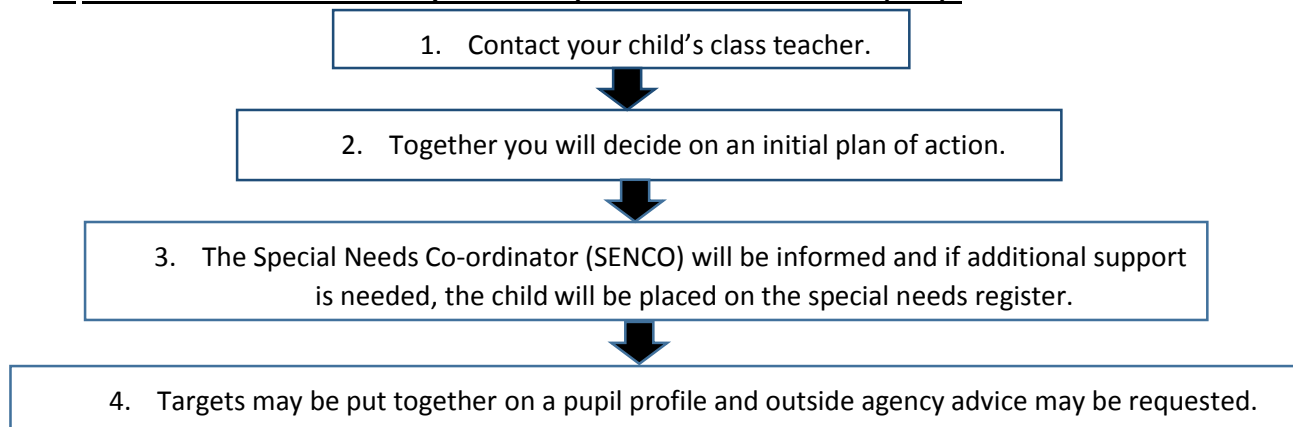 1. Contact your child’s class teacher.
2. Together you will decide on an initial plan of action.
3. The Special Needs Co-ordinator (SENCO) will be informed and if additional support
is needed, the child will be placed on the special needs register.
4. Targets may be put together on a pupil profile and outside agency advice may be requested.